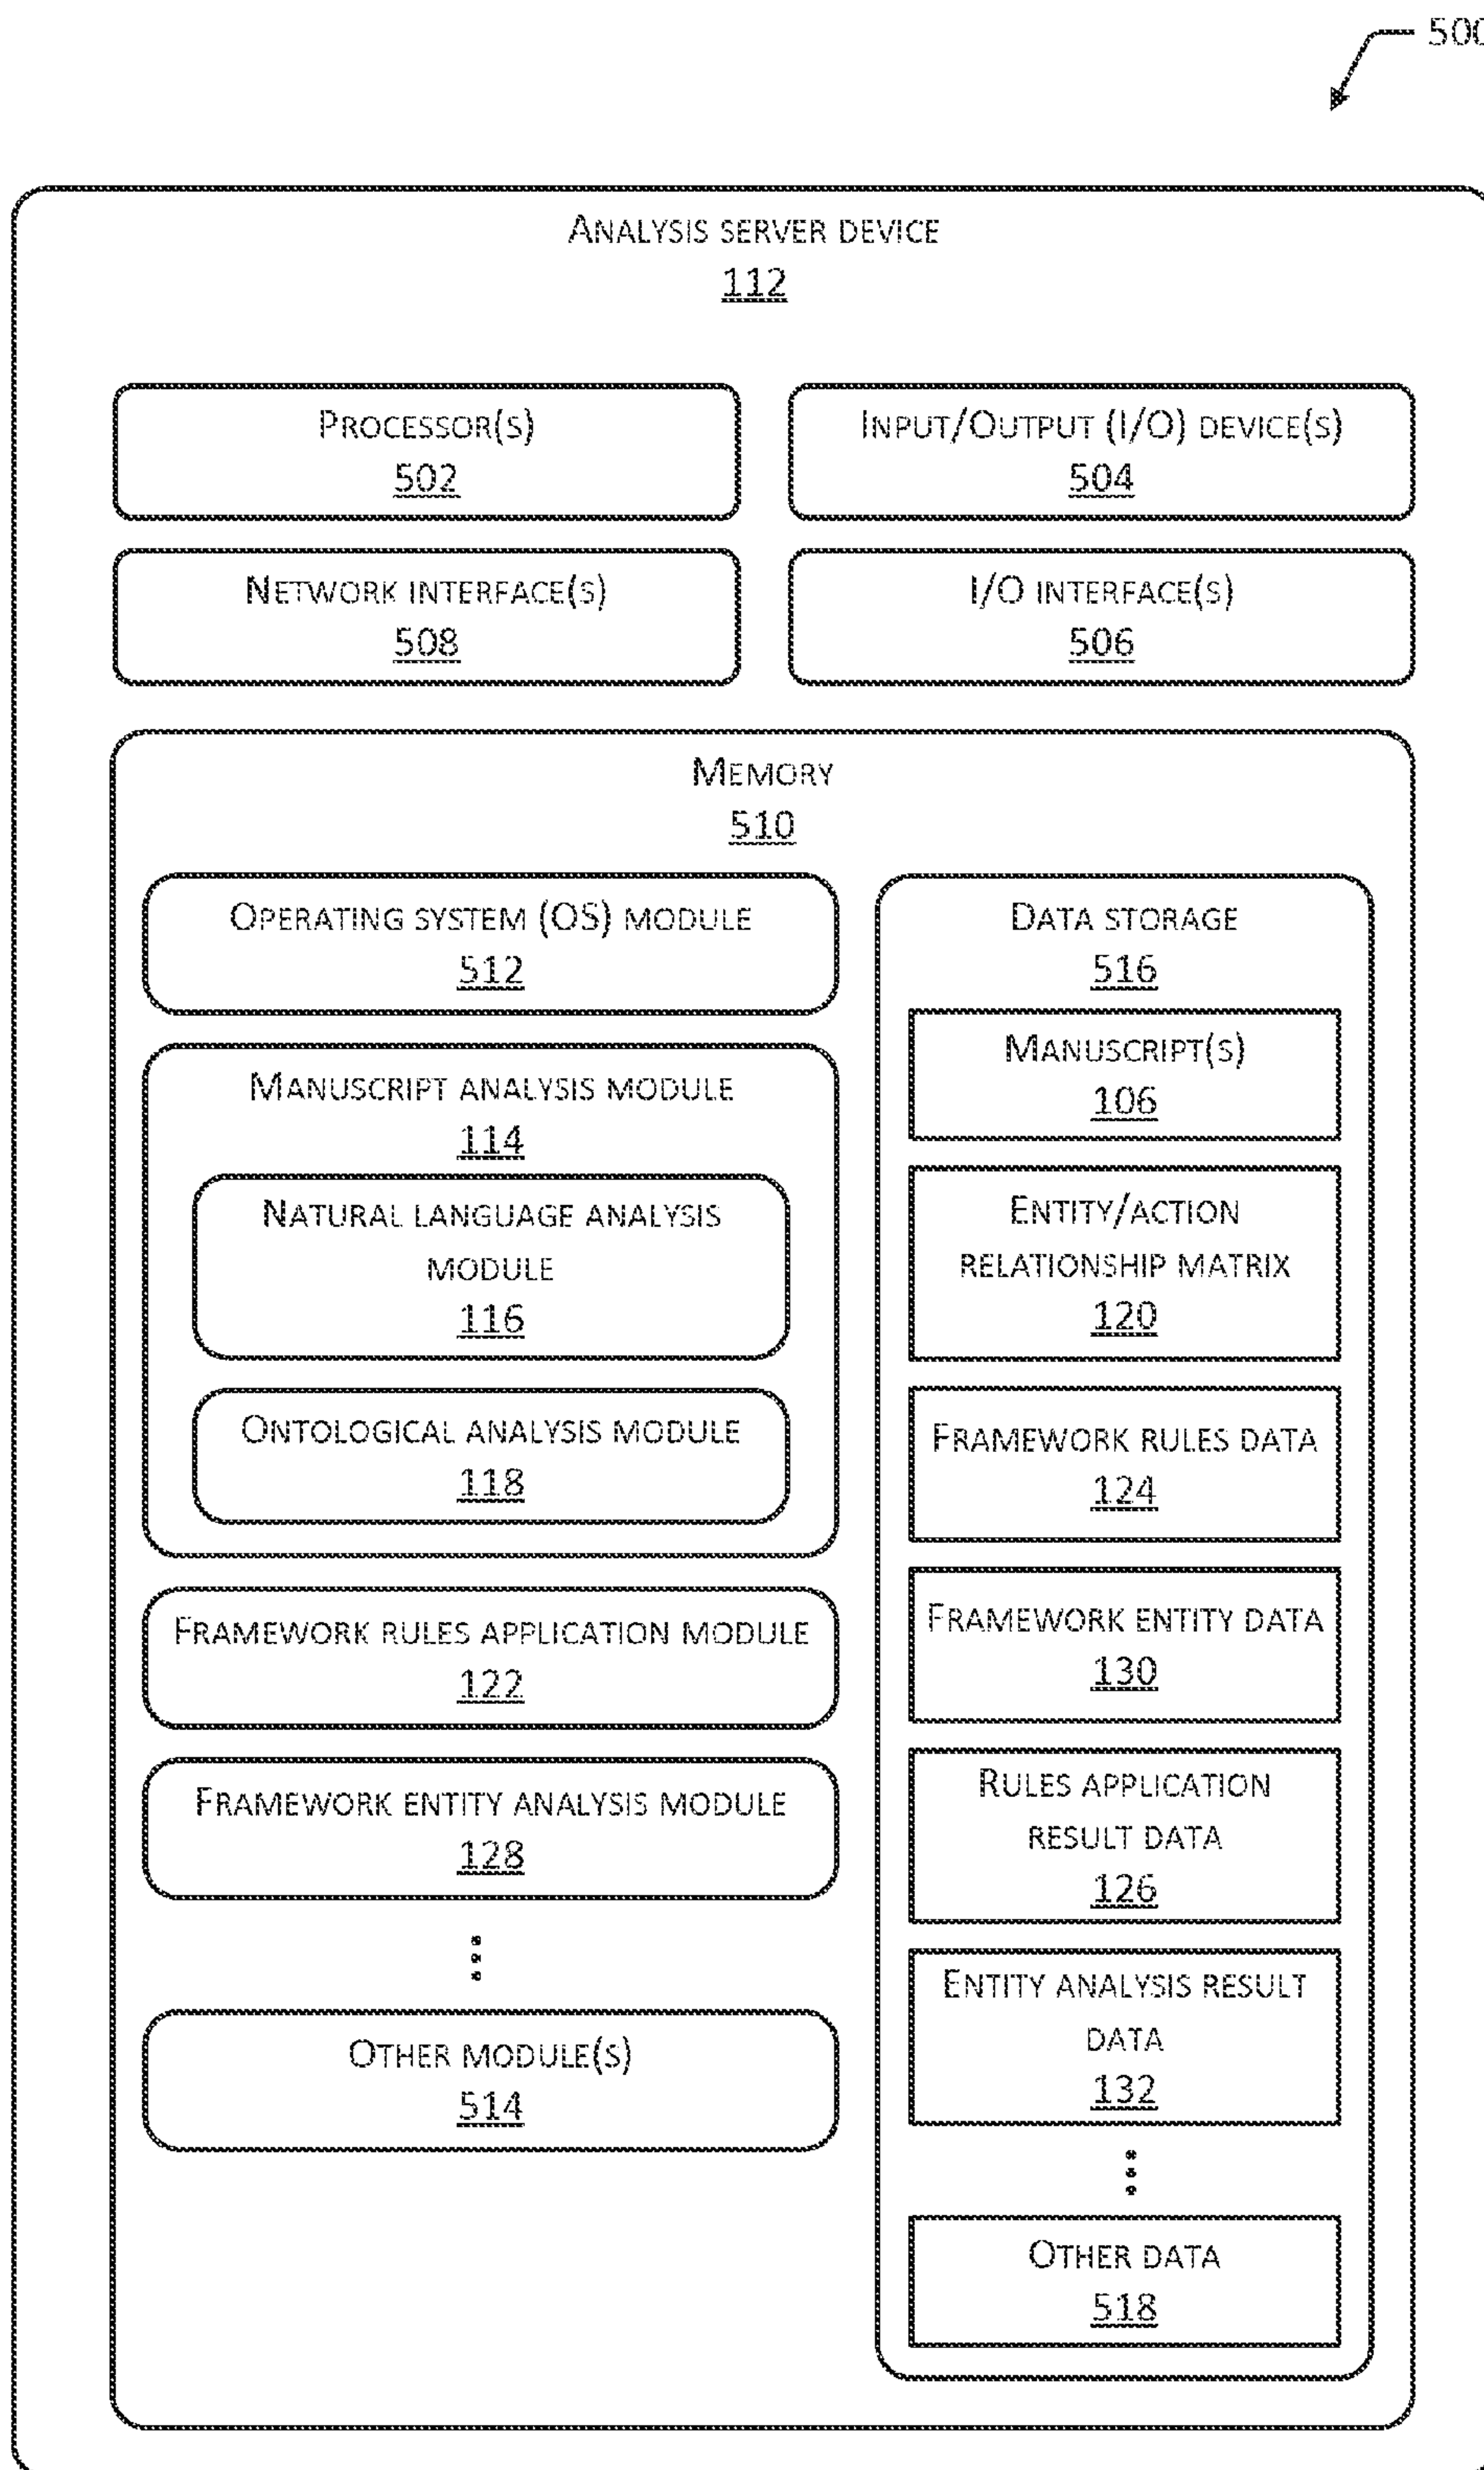 500
ANALYSIS SERVER DEVICE
112
PROCESSOR(S)
502
INPUT/OUTPUT (I/O) DEVICE(S)
504
NETWORK INTERFACE(S)
508
I/O INTERFACE(S)
506
MEMORY
510
OPERATING SYSTEM (OS) MODULE
512
MANUSCRIPT ANALYSIS MODULE
114
NATURAL LANGUAGE ANALYSIS
MODULE
116
ONTOLOGICAL ANALYSIS MODULE
118
FRAMEWORK RULES APPLICATION MODULE
122
FRAMEWORK ENTITY ANALYSIS MODULE
128
OTHER MODULE(S)
514
DATA STORAGE
516
MANUSCRIPT(S)
106
ENTITY/ACTION
RELATIONSHIP MATRIX
120
FRAMEWORK RULES DATA
124
FRAMEWORK ENTITY DATA
130
RULES APPLICATION
RESULT DATA
126
ENTITY ANALYSIS RESULT
DATA
132
OTHER DATA
518